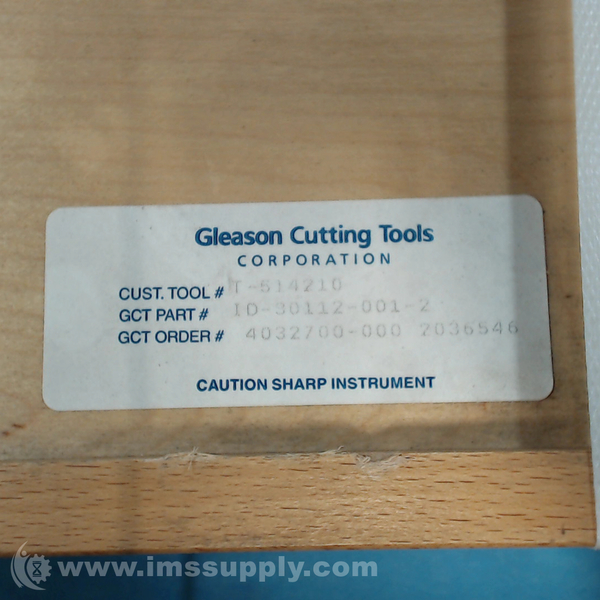 Gleason Cutting Tools
CORPORATION
CUST. TOOL # T-514210
GCT PART # ID-30112-001-2
GCT ORDER # 4032700-000 2036546
CAUTION SHARP INSTRUMENT
www.imssupply.com